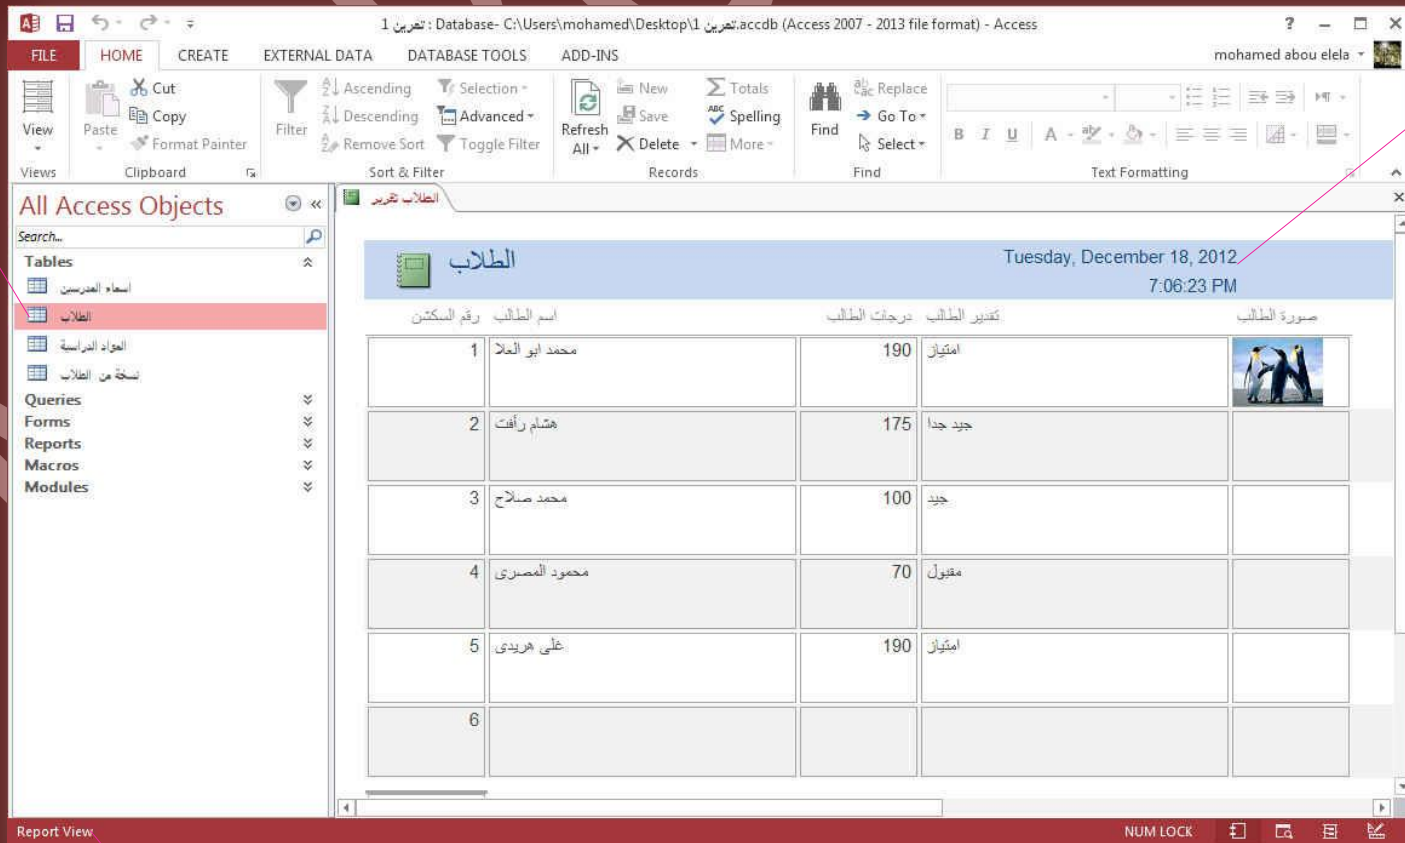 تمرين 1 : Database- C:\Users\mohamed\Desktop\تمرين 1.accdb (Access 2007 - 2013 file format) - Access
FILE HOME CREATE EXTERNAL DATA DATABASE TOOLS ADD-INS mohamed abou elela
View
Paste
Cut
Copy
Format Painter
Filter
Ascending
Descending
Remove Sort
Selection
Advanced
Toggle Filter
Refresh All
New
Save
Delete
Totals
Spelling
More
Find
Replace
Go To
Select
B I U A
Views Clipboard Sort & Filter Records Find Text Formatting
All Access Objects
Search...
Tables
اسماء المدرسين
الطلاب
المواد الدراسية
نسخة من الطلاب
Queries
Forms
Reports
Macros
Modules
الطلاب تقرير
الطلاب
Tuesday, December 18, 2012
7:06:23 PM
رقم السكشن اسم الطالب درجات الطالب تقدير الطالب صورة الطالب
1 محمد ابو العلا 190 امتياز
2 هشام رأفت 175 جيد جدا
3 محمد صلاح 100 جيد
4 محمود المصرى 70 مقبول
5 على هريدى 190 امتياز
6
Report View NUM LOCK